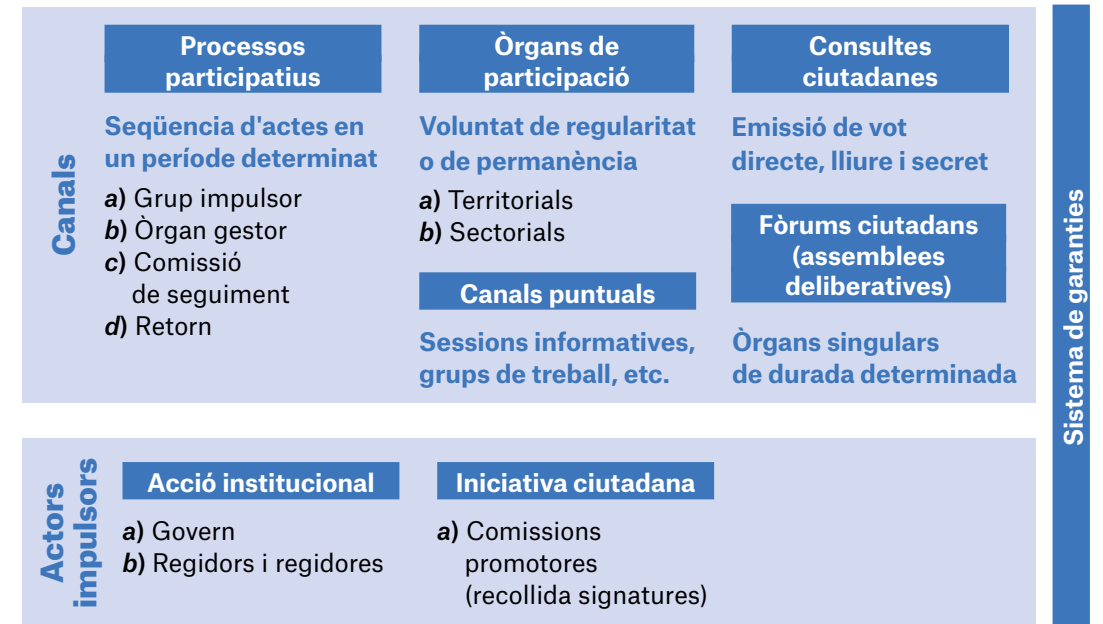 Canals
Processos
participatius
Seqüencia d'actes en
un període determinat
a) Grup impulsor
b) Òrgan gestor
c) Comissió
de seguiment
d) Retorn
Òrgans de
participació
Voluntat de regularitat
o de permanència
a) Territorials
b) Sectorials
Canals puntuals
Sessions informatives,
grups de treball, etc.
Consultes
ciutadanes
Emissió de vot
directe, lliure i secret
Fòrums ciutadans
(assemblees
deliberatives)
Òrgans singulars
de durada determinada
Actors
impulsors
Acció institucional
a) Govern
b) Regidors i regidores
Iniciativa ciutadana
a) Comissions
promotores
(recollida signatures)
Sistema de garanties